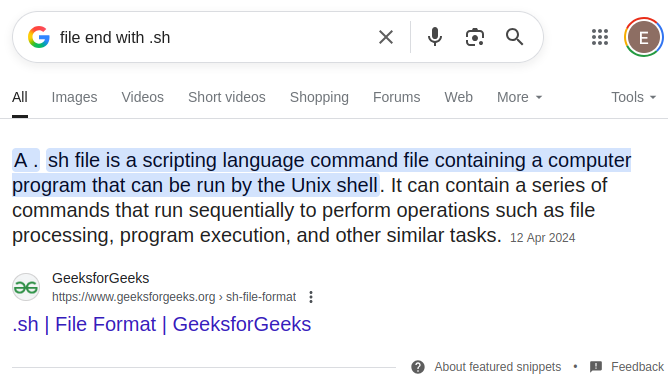 file end with .sh
E
All Images Videos Short videos Shopping Forums Web More Tools
A . sh file is a scripting language command file containing a computer
program that can be run by the Unix shell. It can contain a series of
commands that run sequentially to perform operations such as file
processing, program execution, and other similar tasks. 12 Apr 2024
GeeksforGeeks
https://www.geeksforgeeks.org › sh-file-format
.sh | File Format | GeeksforGeeks
About featured snippets • Feedback